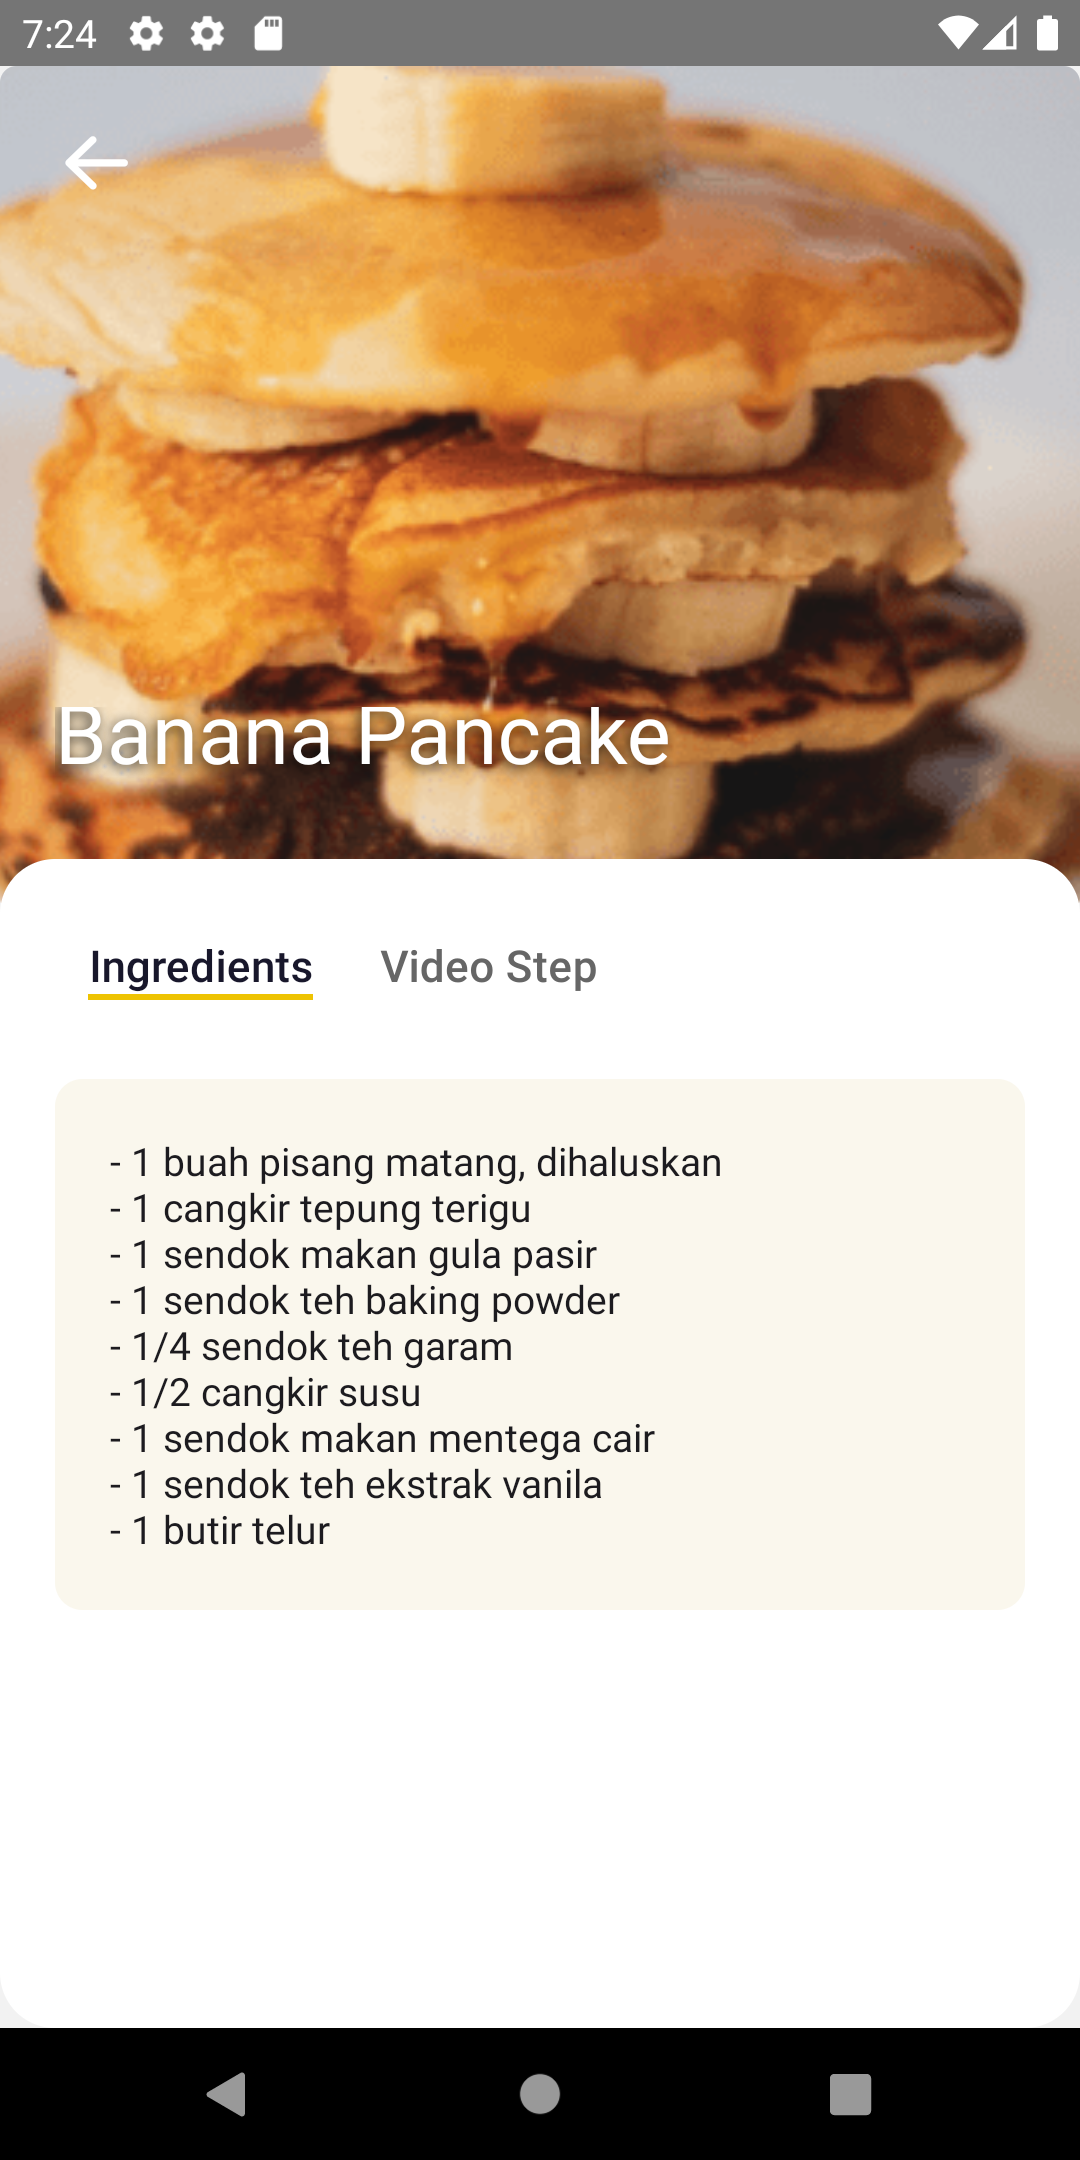 7:24
Banana Pancake
Ingredients Video Step
- 1 buah pisang matang, dihaluskan
- 1 cangkir tepung terigu
- 1 sendok makan gula pasir
- 1 sendok teh baking powder
- 1/4 sendok teh garam
- 1/2 cangkir susu
- 1 sendok makan mentega cair
- 1 sendok teh ekstrak vanila
- 1 butir telur